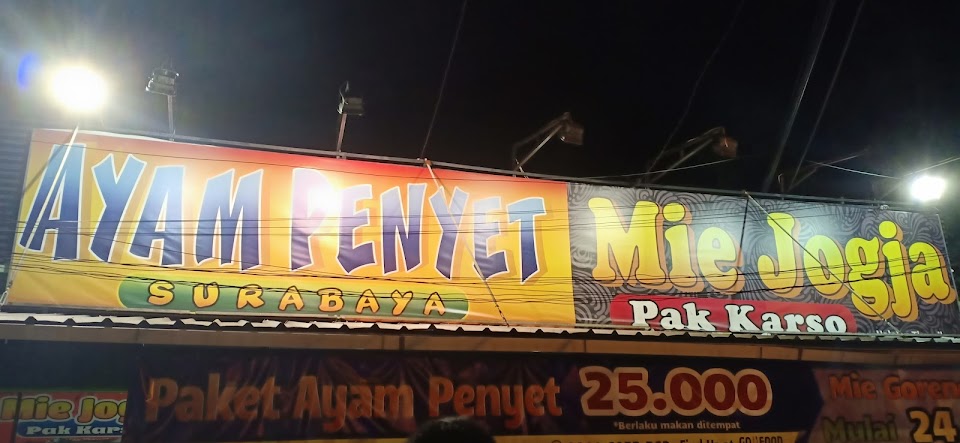 AYAM PENYET
SURABAYA
Mie Jogja
Pak Karso
Paket Ayam Penyet 25.000
*Berlaku makan ditempat
Mie Jog
Pak Karso
Mie Goreng
Mulai 24